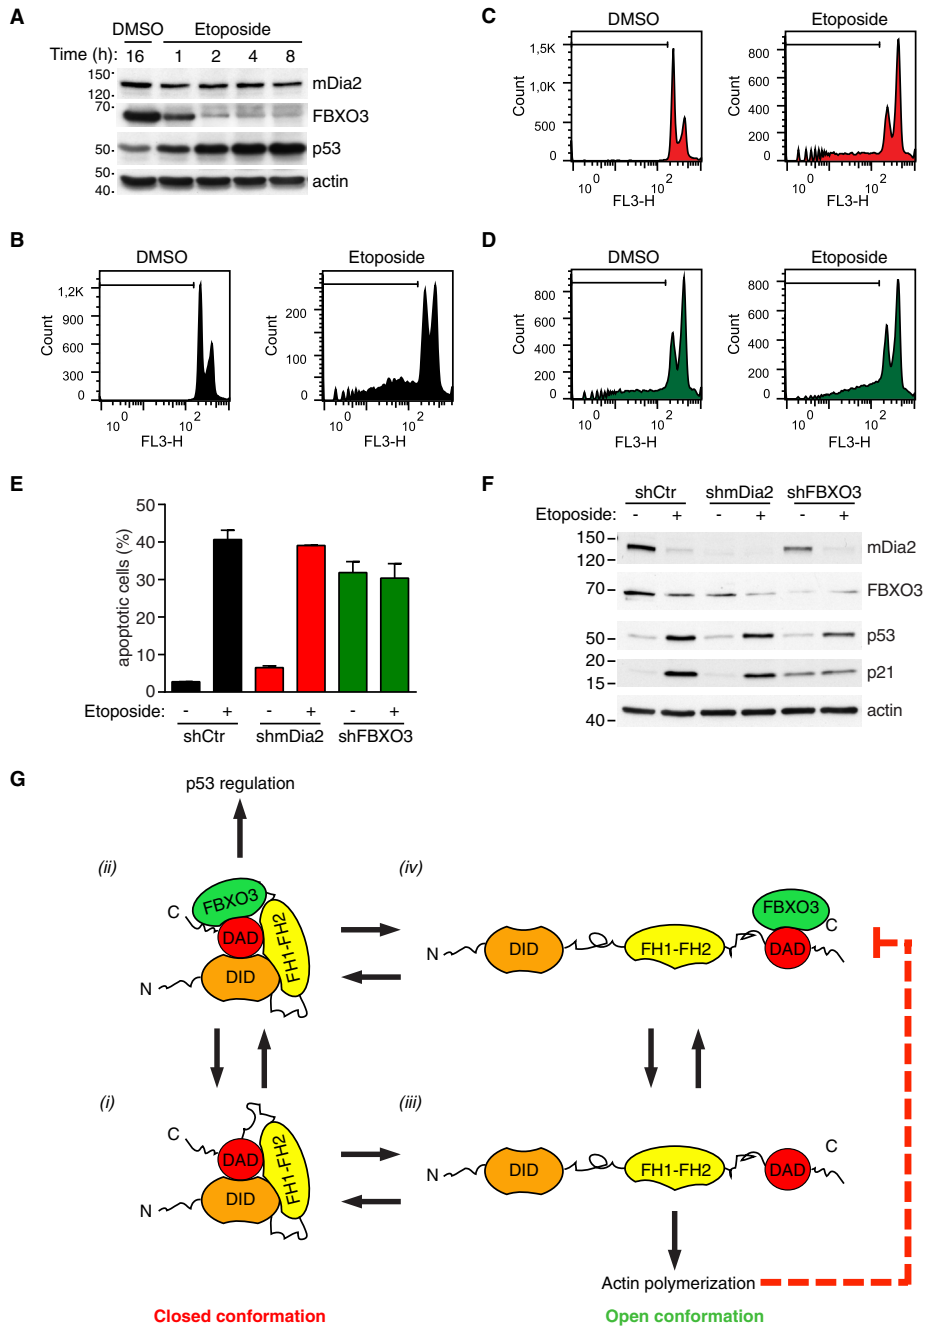 A
DMSO Etoposide
Time (h): 16 1 2 4 8
150
120
mDia2
70
FBXO3
50
p53
50
40
actin
B
DMSO
Count
1,2K
900
600
300
0
10 0 10 2
FL3-H
Etoposide
Count
200
100
0
10 0 10 2
FL3-H
C
DMSO
Count
1,5K
1,0K
500
0
10 0 10 2
FL3-H
Etoposide
Count
800
600
400
200
0
10 0 10 2
FL3-H
D
DMSO
Count
800
600
400
200
0
10 0 10 2
FL3-H
Etoposide
Count
800
600
400
200
0
10 0 10 2
FL3-H
E
apoptotic cells (%)
50
40
30
20
10
0
Etoposide: - + - + - +
shCtr shmDia2 shFBXO3
F
shCtr shmDia2 shFBXO3
Etoposide: - + - + - +
150
120
mDia2
70
FBXO3
50
p53
20
15
p21
40
actin
G
p53 regulation
(ii)
C
FBXO3
DAD
FH1-FH2
DID
N
(iv)
N
DID
FH1-FH2
FBXO3
C
DAD
(i)
C
DAD
FH1-FH2
DID
N
(iii)
N
DID
FH1-FH2
DAD
C
Actin polymerization
Closed conformation
Open conformation